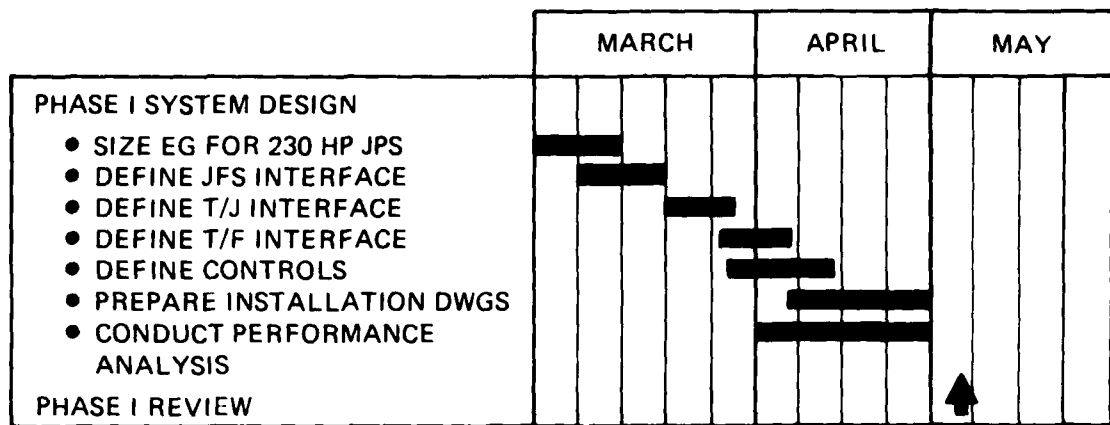 MARCH APRIL MAY
PHASE I SYSTEM DESIGN
• SIZE EG FOR 230 HP JPS
• DEFINE JFS INTERFACE
• DEFINE T/J INTERFACE
• DEFINE T/F INTERFACE
• DEFINE CONTROLS
• PREPARE INSTALLATION DWGS
• CONDUCT PERFORMANCE
ANALYSIS
PHASE I REVIEW